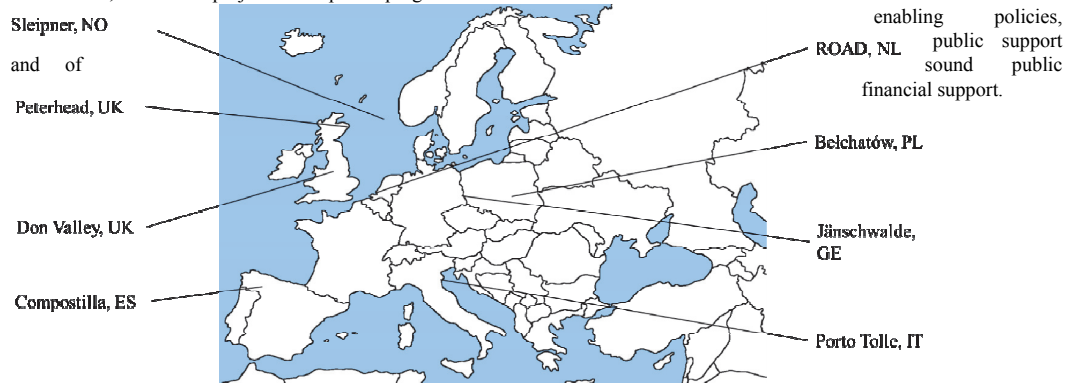 Sleipner, NO
and of
Peterhead, UK
Don Valley, UK
Compostilla, ES
enabling policies,
ROAD, NL
public support
sound public
financial support.
Bełchatów, PL
Jänschwalde,
GE
Porto Tolle, IT